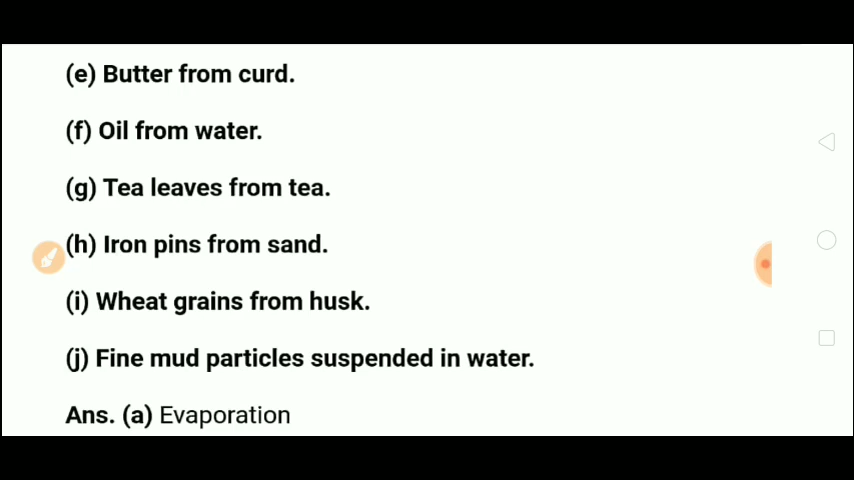 (e) Butter from curd.
(f) Oil from water.
(g) Tea leaves from tea.
(h) Iron pins from sand.
(i) Wheat grains from husk.
(j) Fine mud particles suspended in water.
Ans. (a) Evaporation